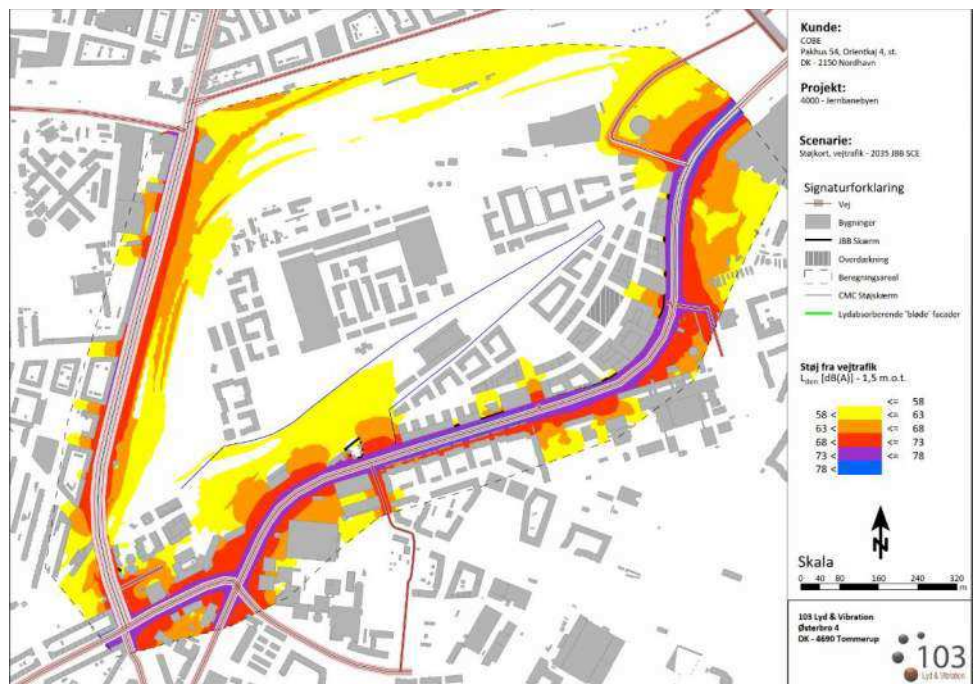 Kunde:
COBE
Pakhus 54, Orientkaj 4, st.
DK - 2150 Nordhavn
Projekt:
4000 - Jernbanebyen
Scenarie:
Støjkort, vejtrafik - 2035 JBB SCE
Signaturforklaring
Vej
Bygninger
JBB Skærm
Overdækning
Beregningsareal
CMC Støjskærm
Lydabsorberende 'bløde' facader
Støj fra vejtrafik
Lden [dB(A)] - 1,5 m.o.t.
<= 58
58 < <= 63
63 < <= 68
68 < <= 73
73 < <= 78
78 <
N
Skala
0 40 80 160 240 320
m
103 Lyd & Vibration
Østerbro 4
DK - 4690 Tommerup
103
Lyd & Vibration